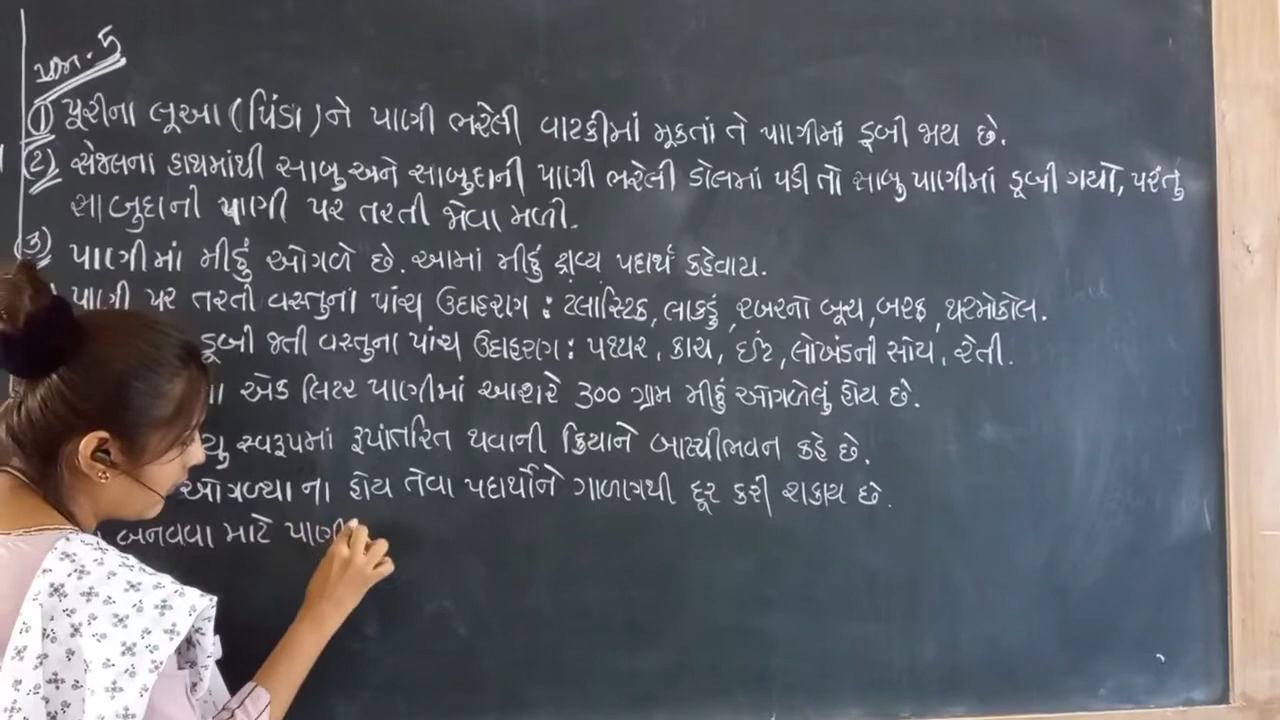 પ્રશ્ન - 5
(1) પૂરીના લૂઆ (પિંડા) ને પાણી ભરેલી વાટકીમાં મૂકતાં તે પાણીમાં ડૂબી જાય છે.
(2) સેજલના હાથમાંથી સાબુ અને સાબુદાની પાણી ભરેલી ડોલમાં પડી તો સાબુ પાણીમાં ડૂબી ગયો, પરંતુ
સાબુદાની પાણી પર તરતી જોવા મળી.
(3) પાણીમાં મીઠું ઓગળે છે. આમાં મીઠું દ્રાવ્ય પદાર્થ કહેવાય.
પાણી પર તરતી વસ્તુના પાંચ ઉદાહરણ : પ્લાસ્ટિક, લાકડું, રબરનો બૂચ, બરફ, થરમોકોલ.
ડૂબી જતી વસ્તુના પાંચ ઉદાહરણ : પથ્થર, કાચ, ઈંટ, લોખંડની સોય, રેતી.
એક લિટર પાણીમાં આશરે ૩૦૦ ગ્રામ મીઠું ઓગળેલું હોય છે.
સ્વરૂપમાં રૂપાંતરિત થવાની ક્રિયાને બાષ્પીભવન કહે છે.
ઓગળ્યા ના હોય તેવા પદાર્થોને ગાળણથી દૂર કરી શકાય છે.
બનવવા માટે પાણી